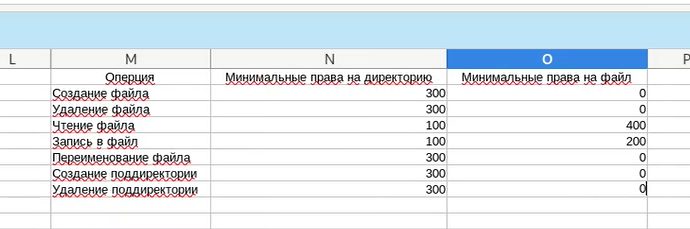 L M N O P
Оперция Минимальные права на директорию Минимальные права на файл
Создание файла 300 0
Удаление файла 300 0
Чтение файла 100 400
Запись в файл 100 200
Переименование файла 300 0
Создание поддиректории 300 0
Удаление поддиректории 300 0